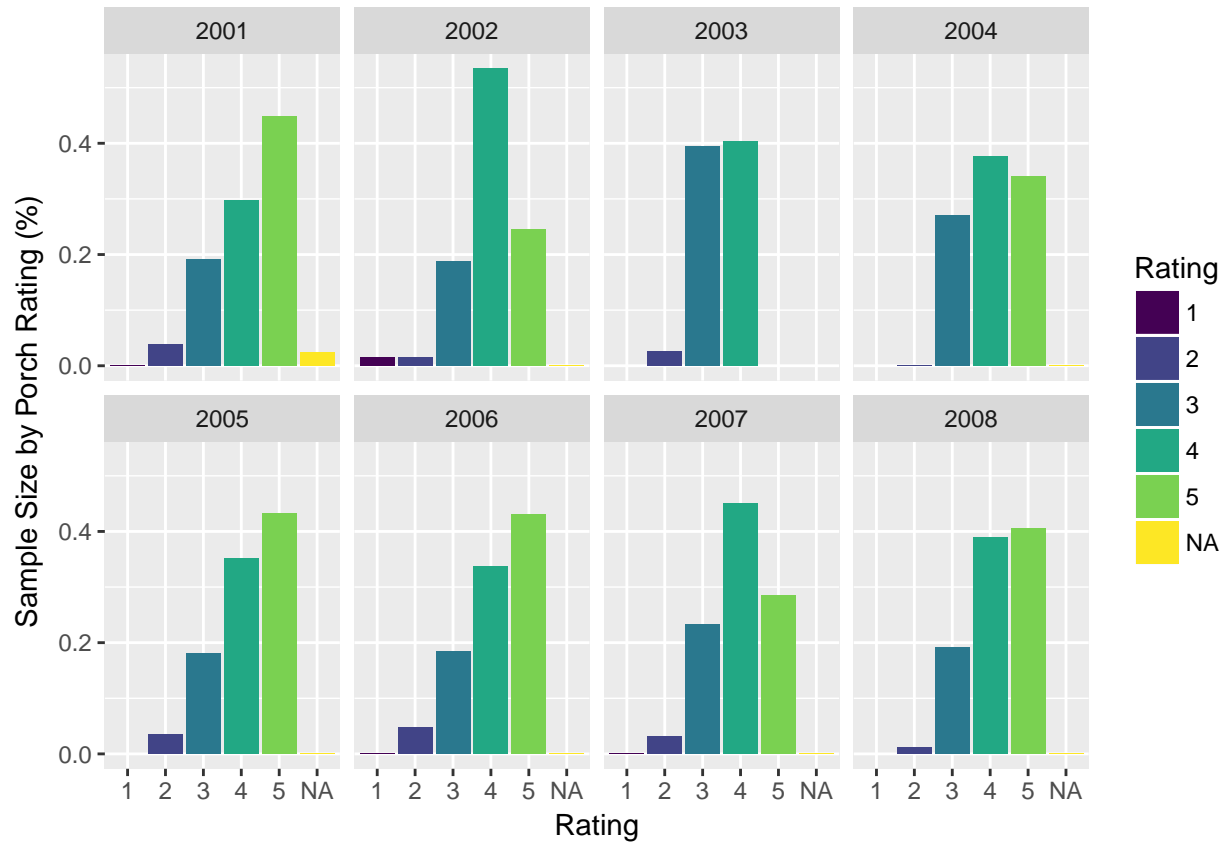 2001 2002 2003 2004
0.4
0.2
0.0
2005 2006 2007 2008
0.4
0.2
0.0
1 2 3 4 5 NA 1 2 3 4 5 NA 1 2 3 4 5 NA 1 2 3 4 5 NA
Rating
Sample Size by Porch Rating (%)
Rating
1
2
3
4
5
NA